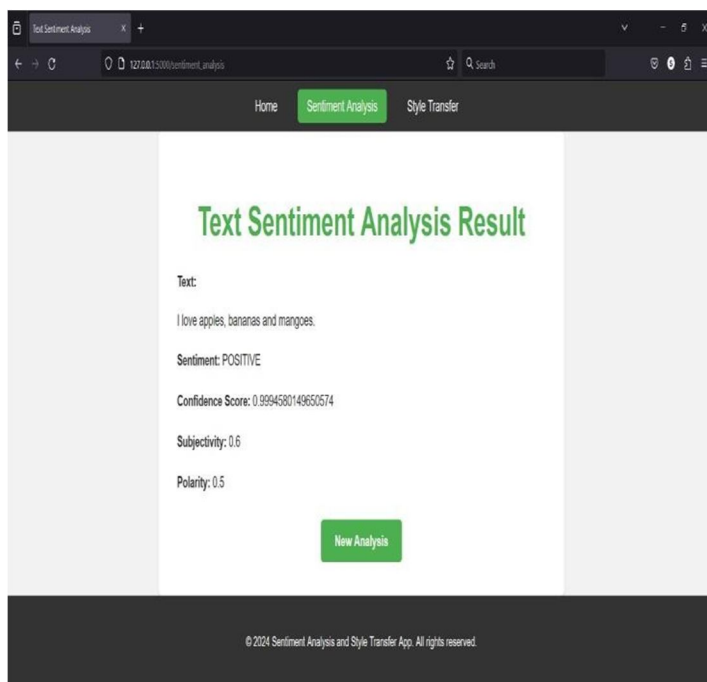 Text Sentiment Analysis X +
127.0.0.1:5000/sentiment_analysis Search
Home Sentiment Analysis Style Transfer
Text Sentiment Analysis Result
Text:
I love apples, bananas and mangoes.
Sentiment: POSITIVE
Confidence Score: 0.9994580149650574
Subjectivity: 0.6
Polarity: 0.5
New Analysis
© 2024 Sentiment Analysis and Style Transfer App. All rights reserved.